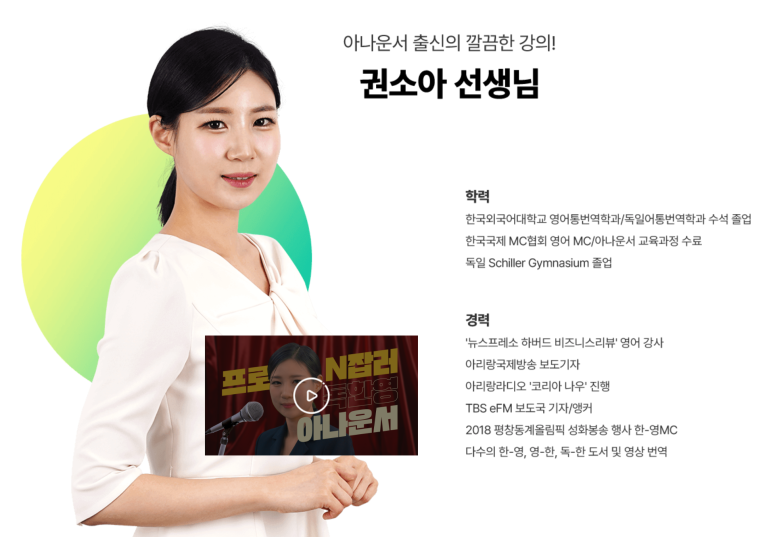 아나운서 출신의 깔끔한 강의!
권소아 선생님
학력
한국외국어대학교 영어통번역학과/독일어통번역학과 수석 졸업
한국국제 MC협회 영어 MC/아나운서 교육과정 수료
독일 Schiller Gymnasium 졸업
경력
'뉴스프레소 하버드 비즈니스리뷰' 영어 강사
아리랑국제방송 보도기자
아리랑라디오 '코리아 나우' 진행
TBS eFM 보도국 기자/앵커
2018 평창동계올림픽 성화봉송 행사 한-영MC
다수의 한-영, 영-한, 독-한 도서 및 영상 번역
프로 N잡러
독한영
아나운서